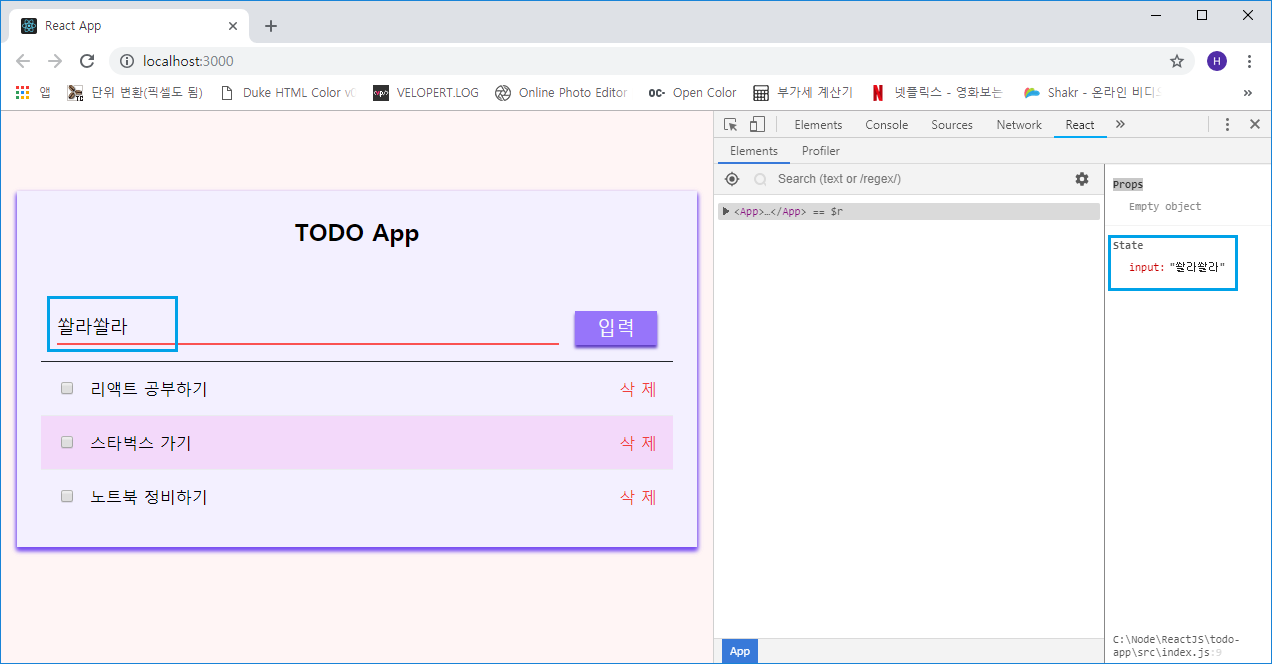 React App
localhost:3000
앱 단위 변환(픽셀도 됨) Duke HTML Color v VELOPERT.LOG Online Photo Editor oc- Open Color 부가세 계산기 넷플릭스 - 영화보는 Shakr - 온라인 비디
H
Elements Console Sources Network React »
Elements Profiler
Search (text or /regex/)
<App>…</App> == $r
Props
Empty object
State
input: "쏼라쏼라"
TODO App
쏼라쏼라 입력
리액트 공부하기 삭 제
스타벅스 가기 삭 제
노트북 정비하기 삭 제
App
C:\Node\ReactJS\todo-
app\src\index.js:9